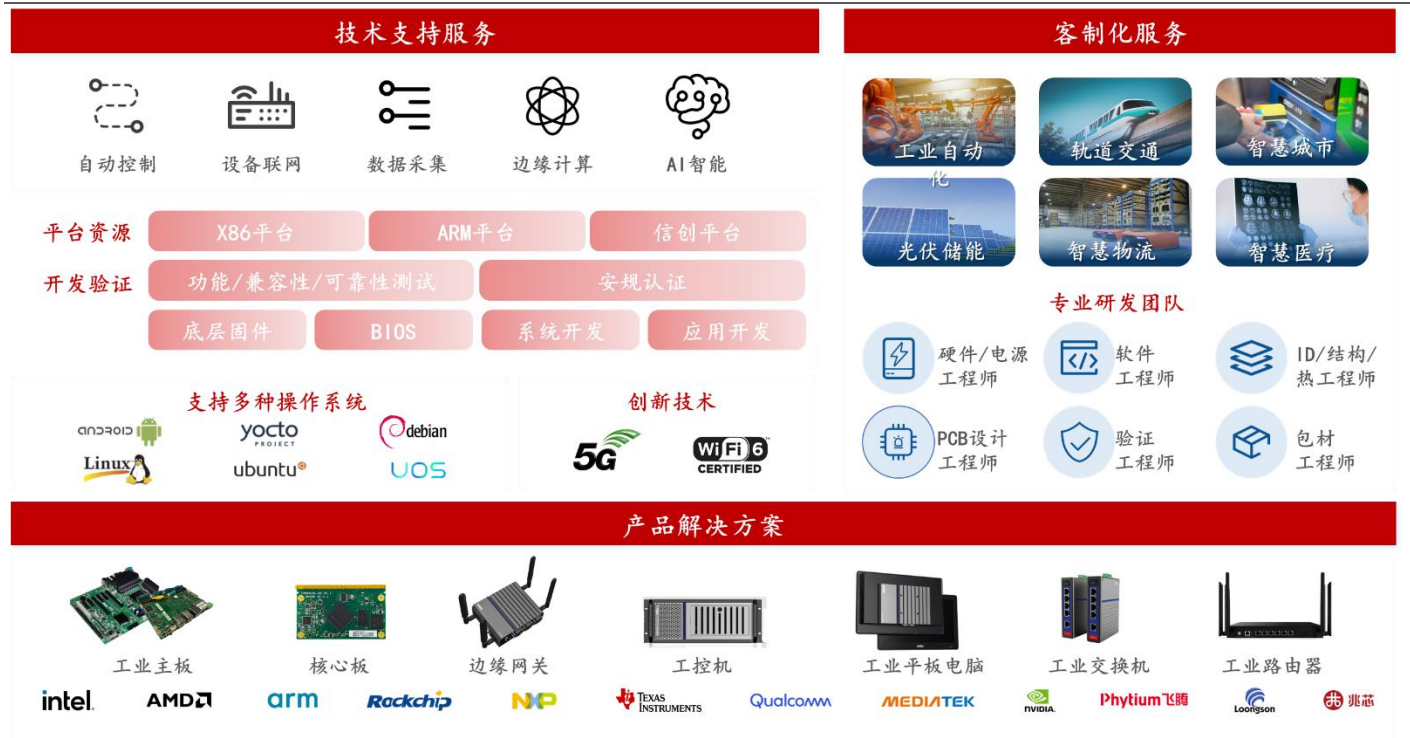 技术支持服务
自动控制
设备联网
数据采集
边缘计算
AI智能
平台资源
X86平台
ARM平台
信创平台
开发验证
功能/兼容性/可靠性测试
安规认证
底层固件
BIOS
系统开发
应用开发
支持多种操作系统
android
yocto
PROJECT
debian
Linux
ubuntu
UOS
创新技术
5G
Wi Fi 6
CERTIFIED
客制化服务
工业自动
化
轨道交通
智慧城市
光伏储能
智慧物流
智慧医疗
专业研发团队
硬件/电源
工程师
软件
工程师
ID/结构/
热工程师
PCB设计
工程师
验证
工程师
包材
工程师
产品解决方案
工业主板
核心板
边缘网关
工控机
工业平板电脑
工业交换机
工业路由器
intel.
AMD
arm
Rockchip
NXP
TEXAS
INSTRUMENTS
Qualcomm
MEDIATEK
NVIDIA.
Phytium飞腾
Loongson
兆芯